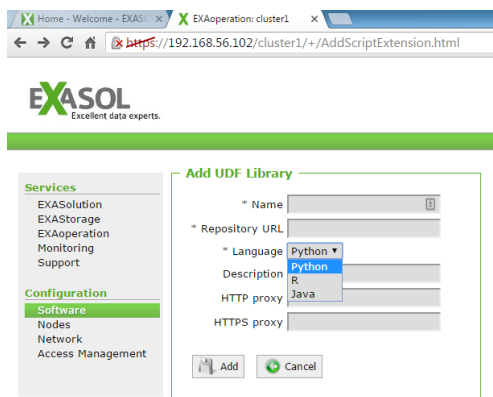 Home - Welcome - EXASC
EXAoperation: cluster1
https://192.168.56.102/cluster1/+/AddScriptExtension.html
EXASOL
Excellent data experts.
Services
EXASolution
EXAStorage
EXAoperation
Monitoring
Support
Configuration
Software
Nodes
Network
Access Management
Add UDF Library
* Name
* Repository URL
* Language Python
Python
R
Java
Description
HTTP proxy
HTTPS proxy
Add
Cancel